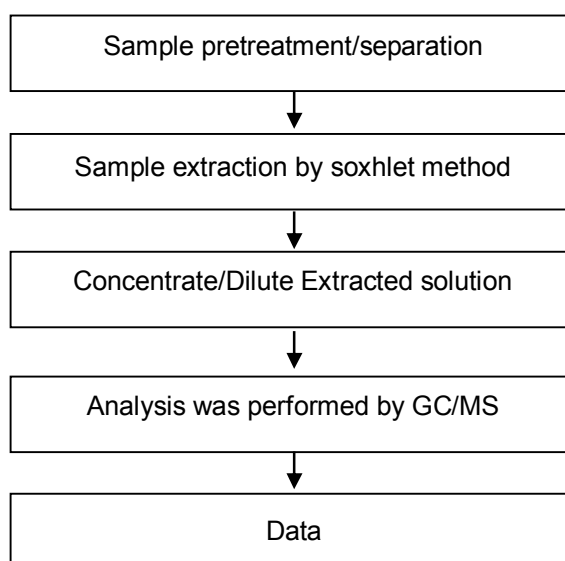 Sample pretreatment/separation
Sample extraction by soxhlet method
Concentrate/Dilute Extracted solution
Analysis was performed by GC/MS
Data